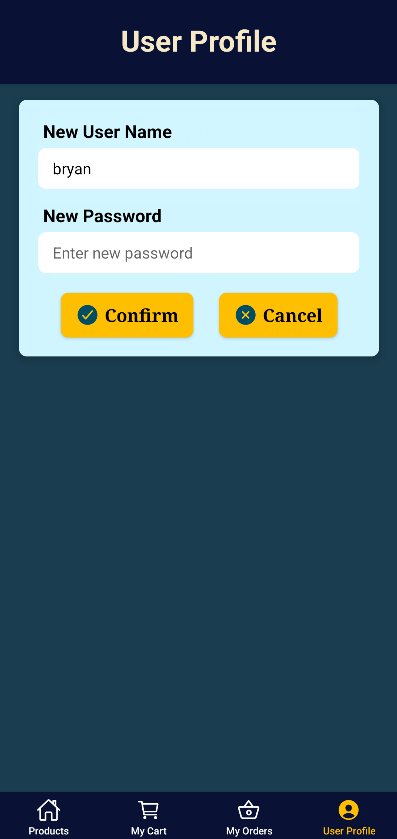 User Profile
New User Name
bryan
New Password
Enter new password
Confirm Cancel
Products My Cart My Orders User Profile